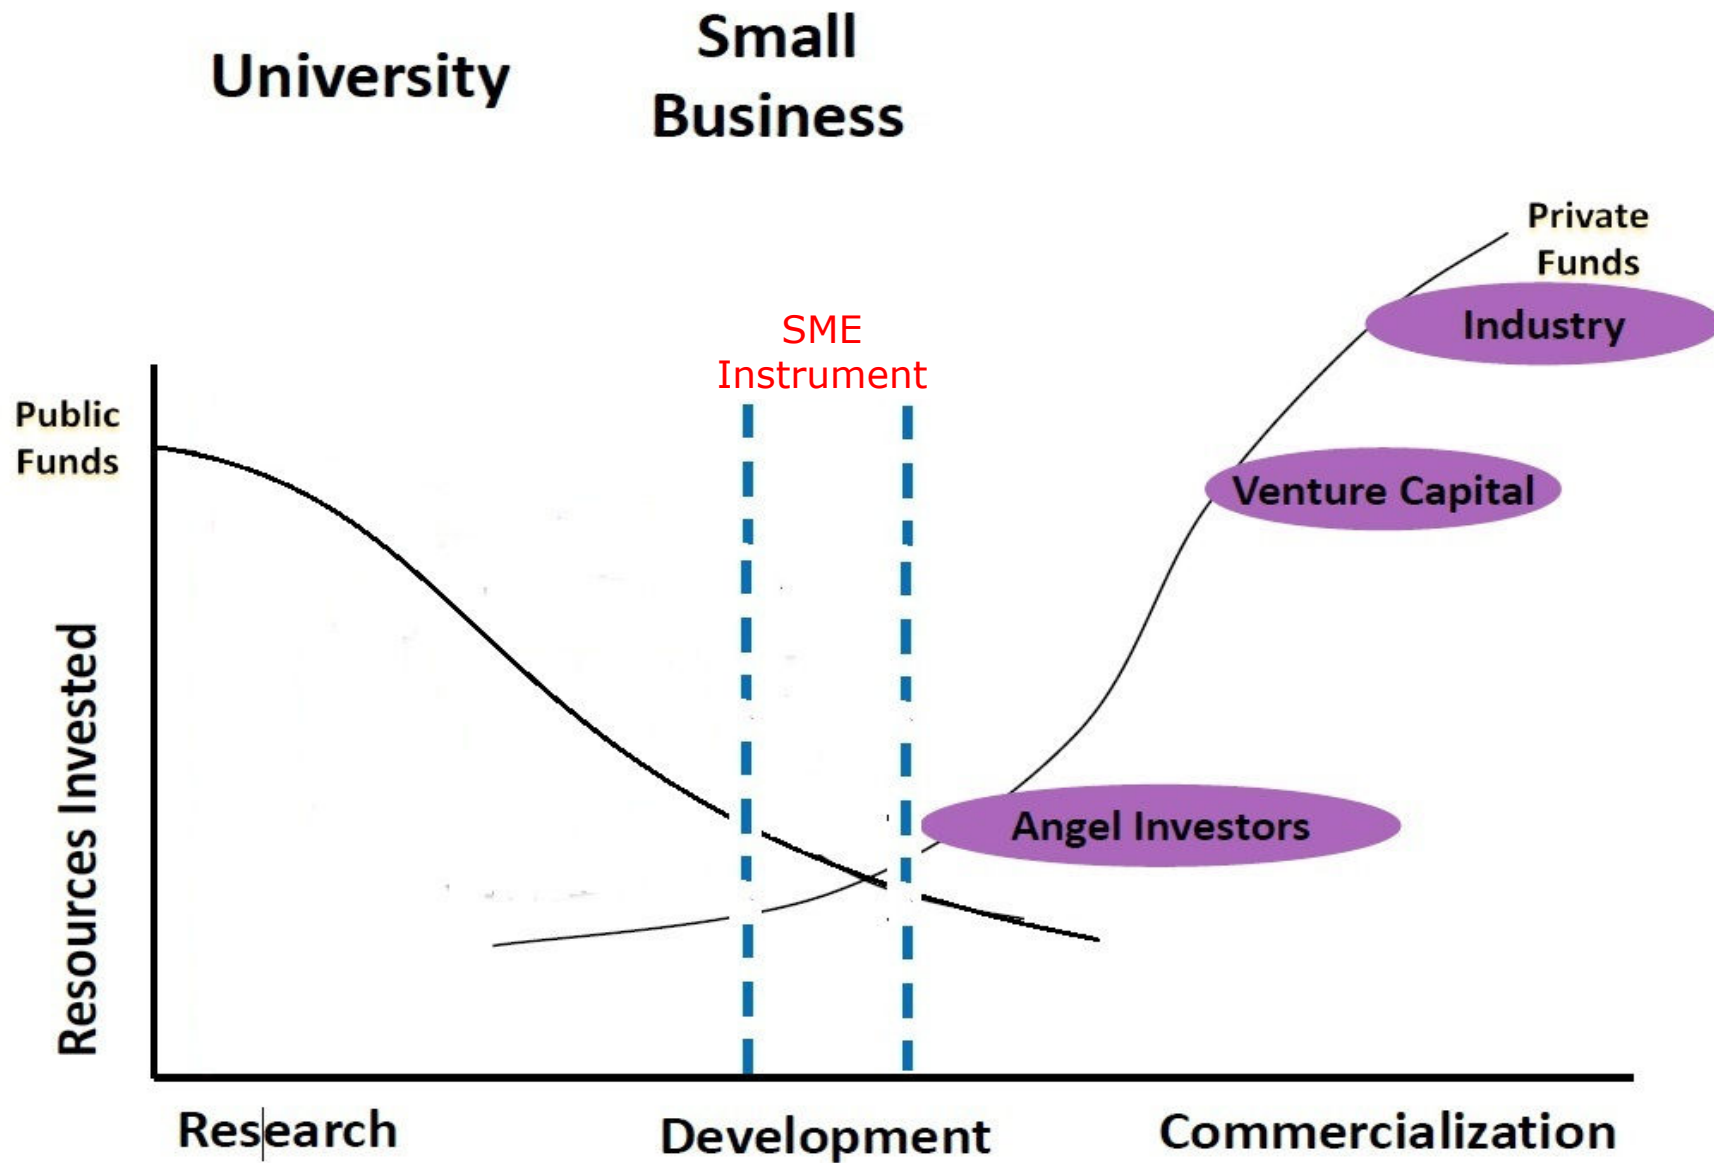 University
Small
Business
Private
Funds
Industry
SME
Instrument
Public
Funds
Venture Capital
Angel Investors
Resources Invested
Research
Development
Commercialization